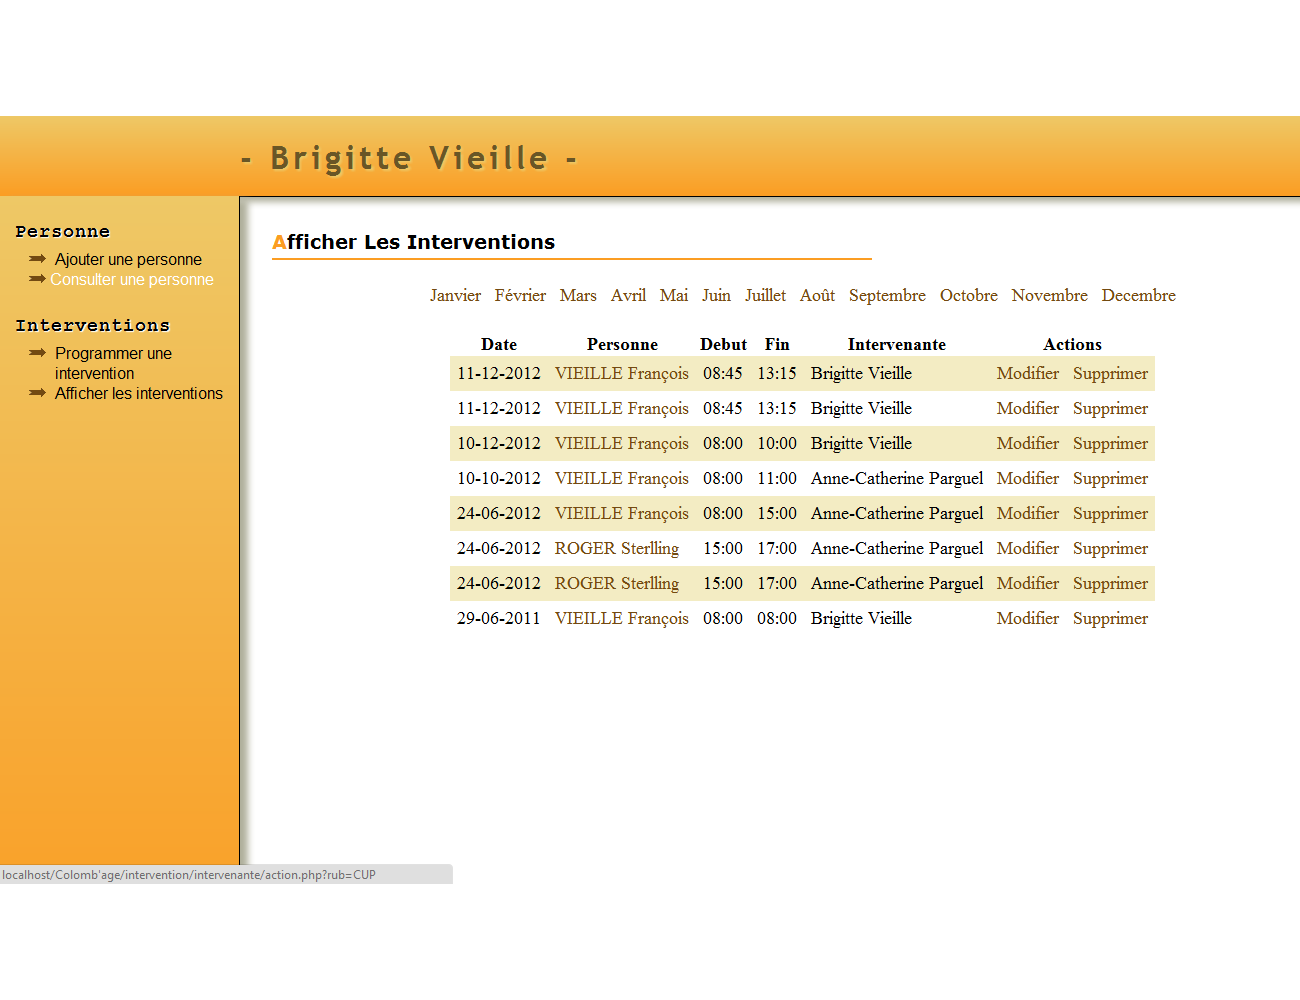 - Brigitte Vieille -
Personne
Ajouter une personne
Consulter une personne
Interventions
Programmer une
intervention
Afficher les interventions
Afficher Les Interventions
Janvier Février Mars Avril Mai Juin Juillet Août Septembre Octobre Novembre Decembre
Date Personne Debut Fin Intervenante Actions
11-12-2012 VIEILLE François 08:45 13:15 Brigitte Vieille Modifier Supprimer
11-12-2012 VIEILLE François 08:45 13:15 Brigitte Vieille Modifier Supprimer
10-12-2012 VIEILLE François 08:00 10:00 Brigitte Vieille Modifier Supprimer
10-10-2012 VIEILLE François 08:00 11:00 Anne-Catherine Parguel Modifier Supprimer
24-06-2012 VIEILLE François 08:00 15:00 Anne-Catherine Parguel Modifier Supprimer
24-06-2012 ROGER Sterlling 15:00 17:00 Anne-Catherine Parguel Modifier Supprimer
24-06-2012 ROGER Sterlling 15:00 17:00 Anne-Catherine Parguel Modifier Supprimer
29-06-2011 VIEILLE François 08:00 08:00 Brigitte Vieille Modifier Supprimer
localhost/Colomb'age/intervention/intervenante/action.php?rub=CUP